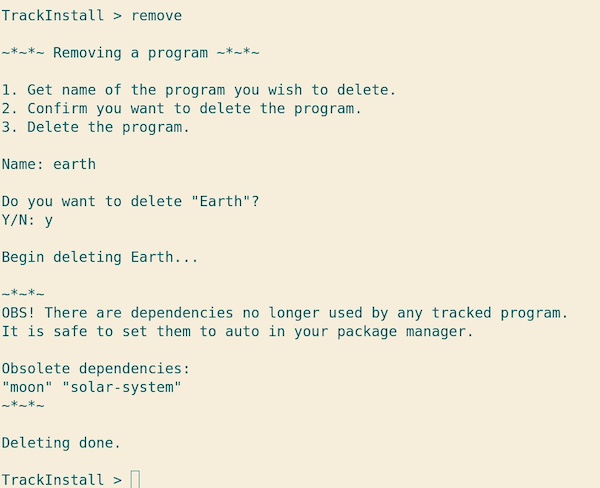 TrackInstall > remove
~*~*~ Removing a program ~*~*~
1. Get name of the program you wish to delete.
2. Confirm you want to delete the program.
3. Delete the program.
Name: earth
Do you want to delete "Earth"?
Y/N: y
Begin deleting Earth...
~*~*~
OBS! There are dependencies no longer used by any tracked program.
It is safe to set them to auto in your package manager.
Obsolete dependencies:
"moon" "solar-system"
~*~*~
Deleting done.
TrackInstall >